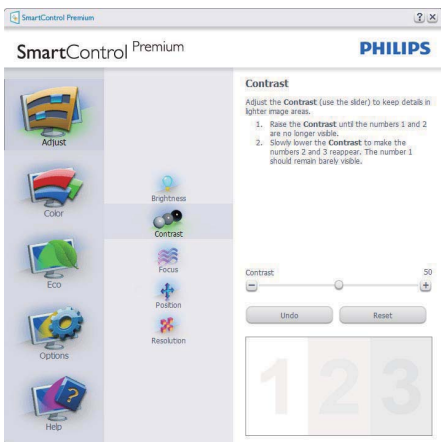 SmartControl Premium
? ×
SmartControl Premium
PHILIPS
Adjust
Color
Eco
Options
Help
Brightness
Contrast
Focus
Position
Resolution
Contrast
Adjust the Contrast (use the slider) to keep details in
lighter image areas.
1. Raise the Contrast until the numbers 1 and 2
are no longer visible.
2. Slowly lower the Contrast to make the
numbers 2 and 3 reappear. The number 1
should remain barely visible.
Contrast 50
Undo Reset
1 2 3